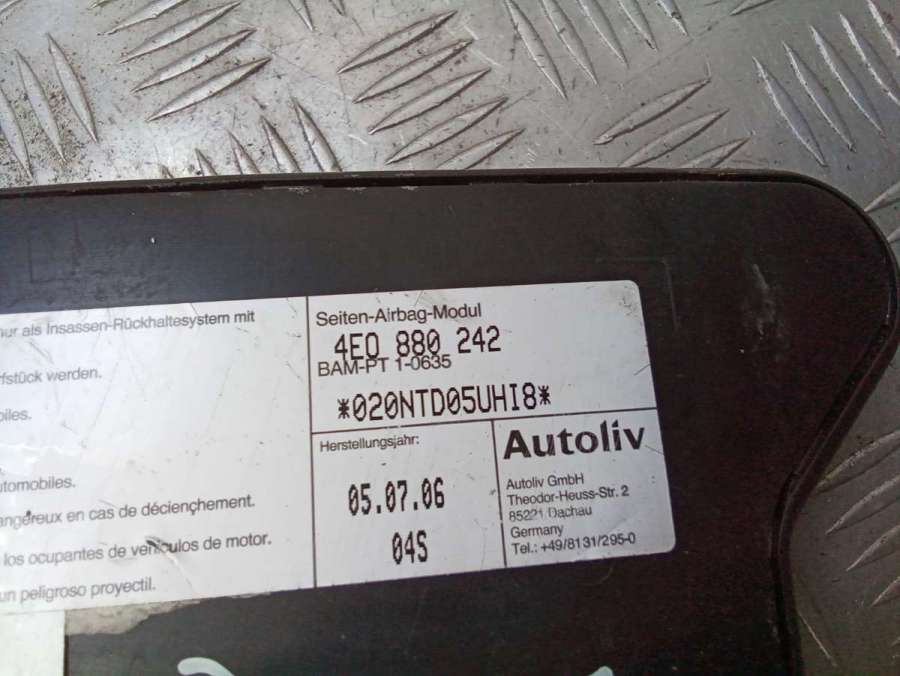 nur als Insassen-Rückhaltesystem mit
rfstück werden.
biles.
utomobiles.
angereux en cas de déciençhement.
los ocupantes de vehículos de motor.
un peligroso proyectil.
Seiten-Airbag-Modul
4E0 880 242
BAM-PT 1-0635
*020NTD05UHI8*
Herstellungsjahr:
05.07.06
04S
Autoliv
Autoliv GmbH
Theodor-Heuss-Str. 2
85221 Dachau
Germany
Tel.: +49/8131/295-0